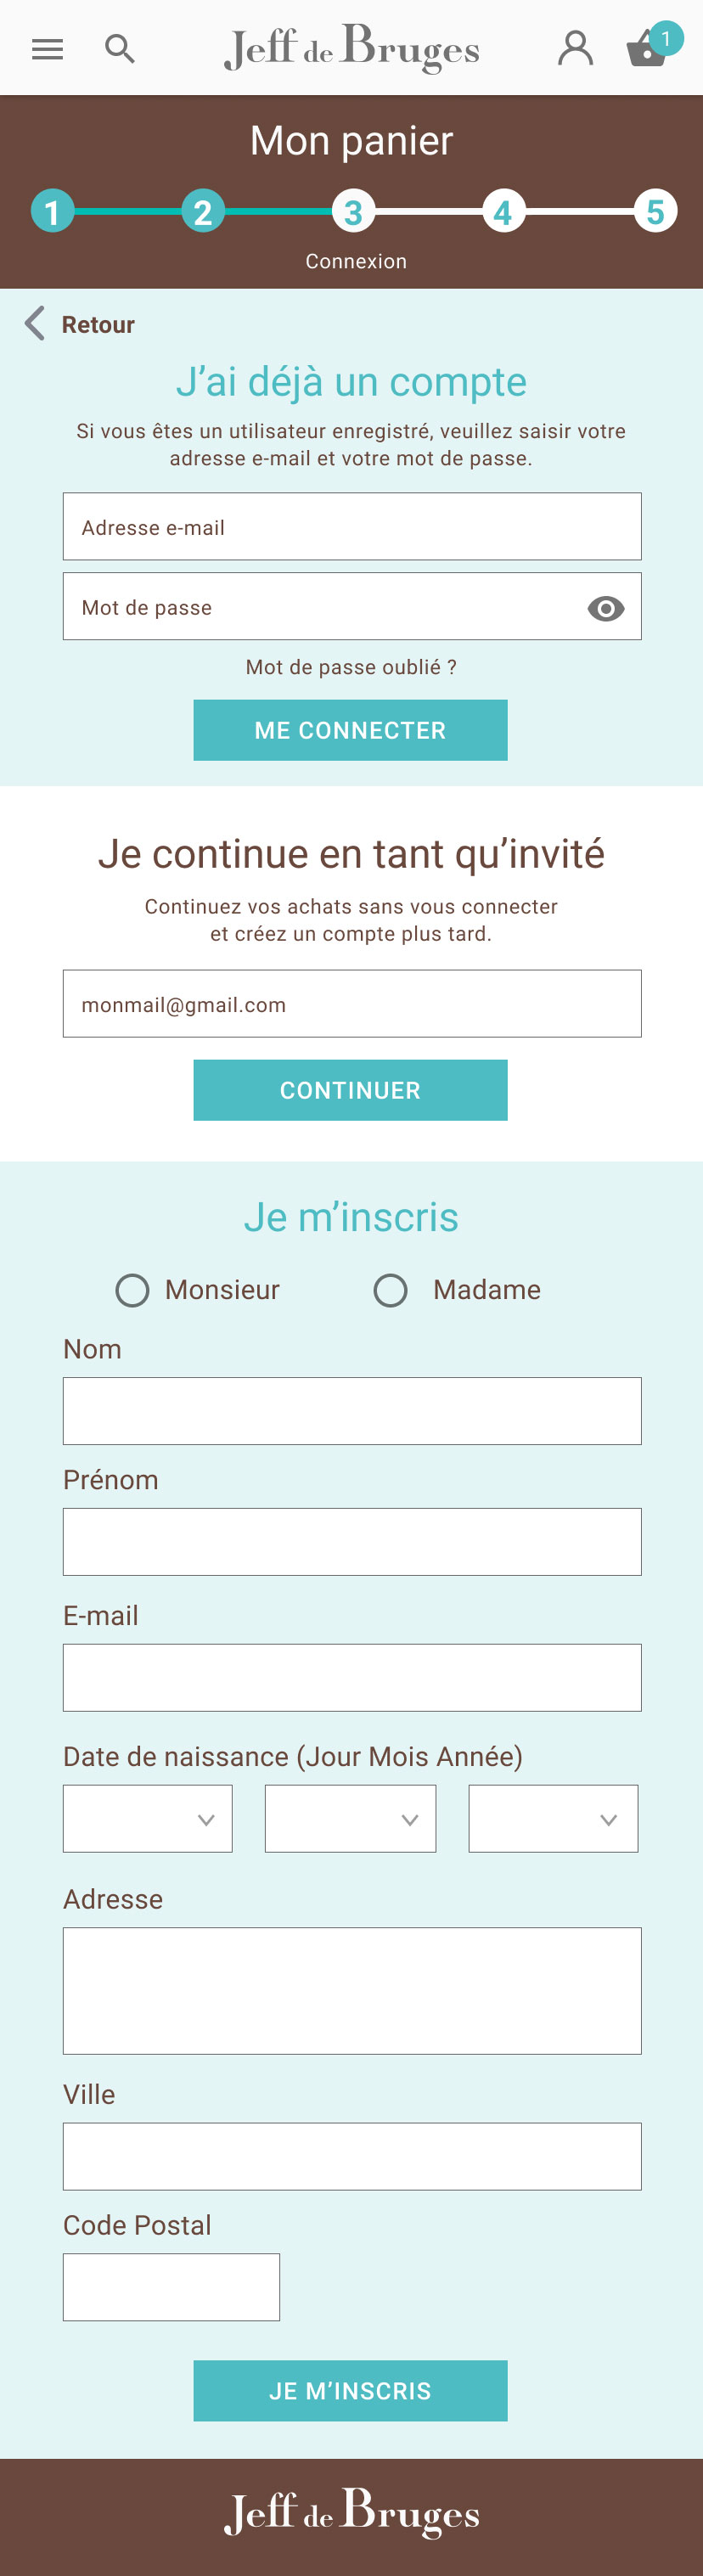 Jeff de Bruges
1
Mon panier
1 2 3 4 5
Connexion
Retour
J’ai déjà un compte
Si vous êtes un utilisateur enregistré, veuillez saisir votre
adresse e-mail et votre mot de passe.
Adresse e-mail
Mot de passe
Mot de passe oublié ?
ME CONNECTER
Je continue en tant qu’invité
Continuez vos achats sans vous connecter
et créez un compte plus tard.
monmail@gmail.com
CONTINUER
Je m’inscris
Monsieur Madame
Nom
Prénom
E-mail
Date de naissance (Jour Mois Année)
Adresse
Ville
Code Postal
JE M’INSCRIS
Jeff de Bruges